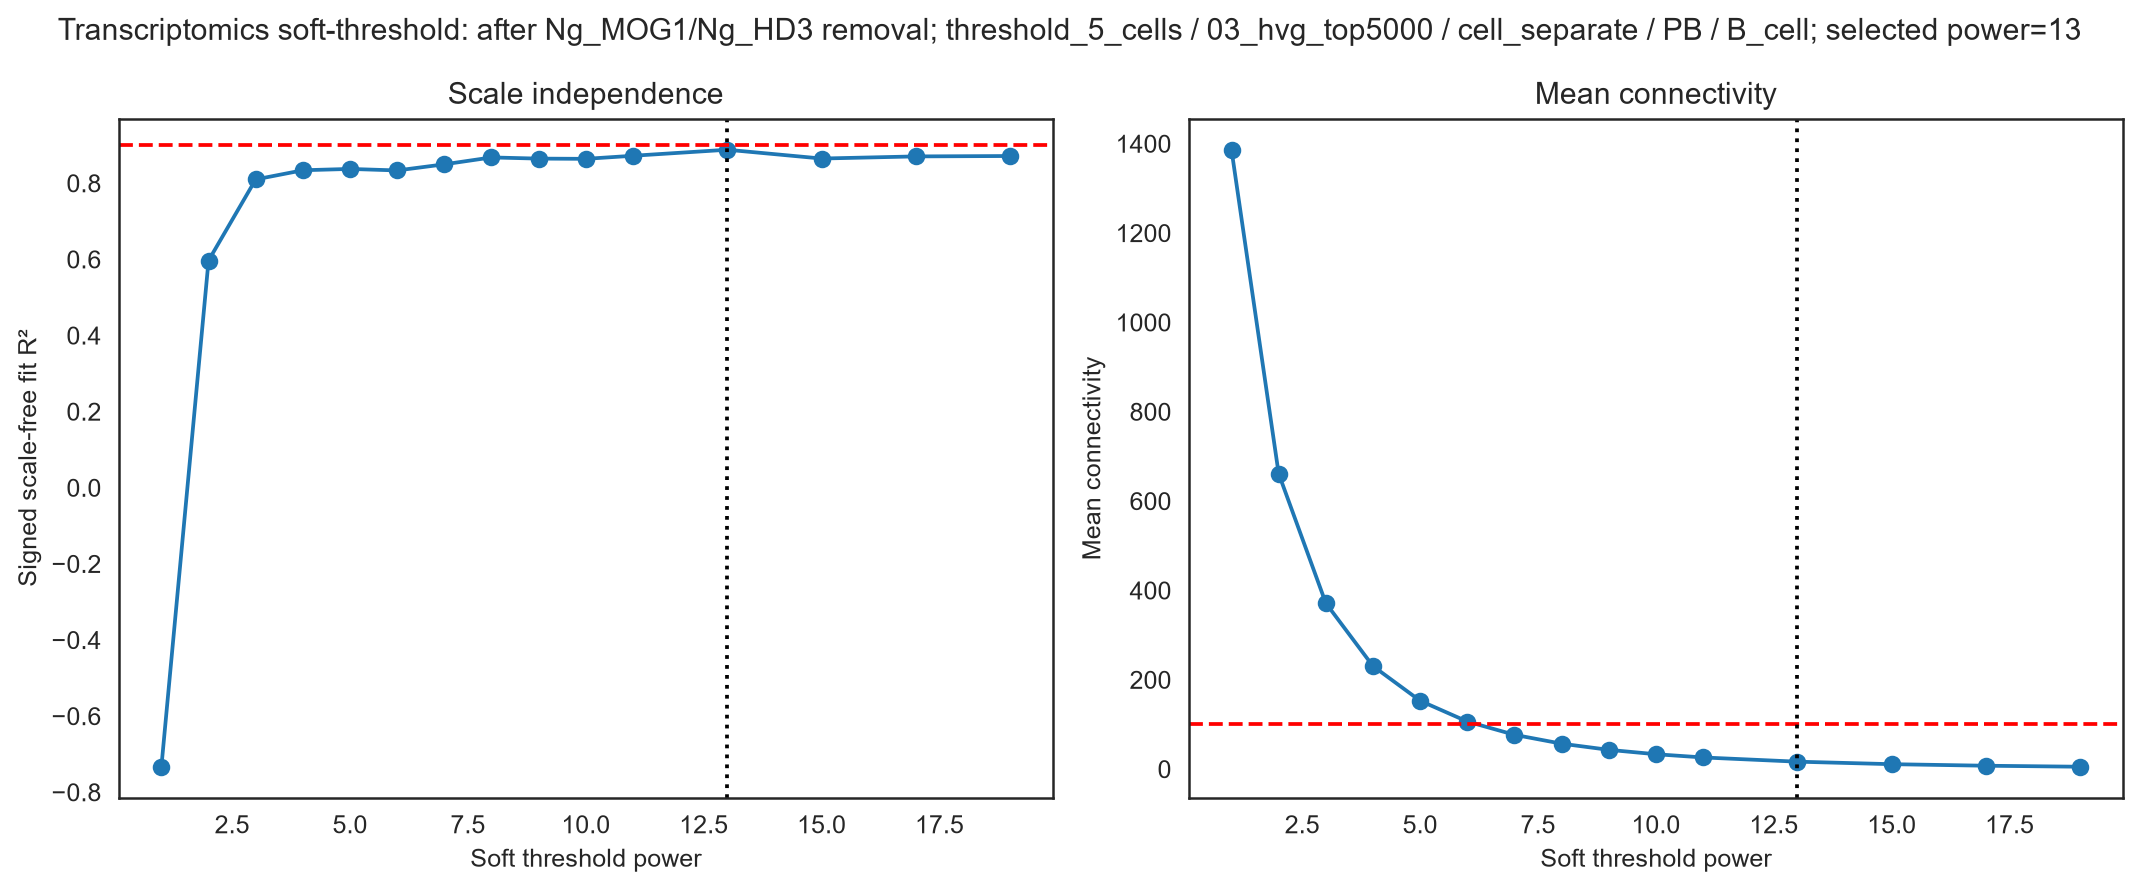 Transcriptomics soft-threshold: after Ng_MOG1/Ng_HD3 removal; threshold_5_cells / 03_hvg_top5000 / cell_separate / PB / B_cell; selected power=13
Scale independence
Signed scale-free fit R²
0.8
0.6
0.4
0.2
0.0
−0.2
−0.4
−0.6
−0.8
2.5 5.0 7.5 10.0 12.5 15.0 17.5
Soft threshold power
Mean connectivity
Mean connectivity
1400
1200
1000
800
600
400
200
0
2.5 5.0 7.5 10.0 12.5 15.0 17.5
Soft threshold power